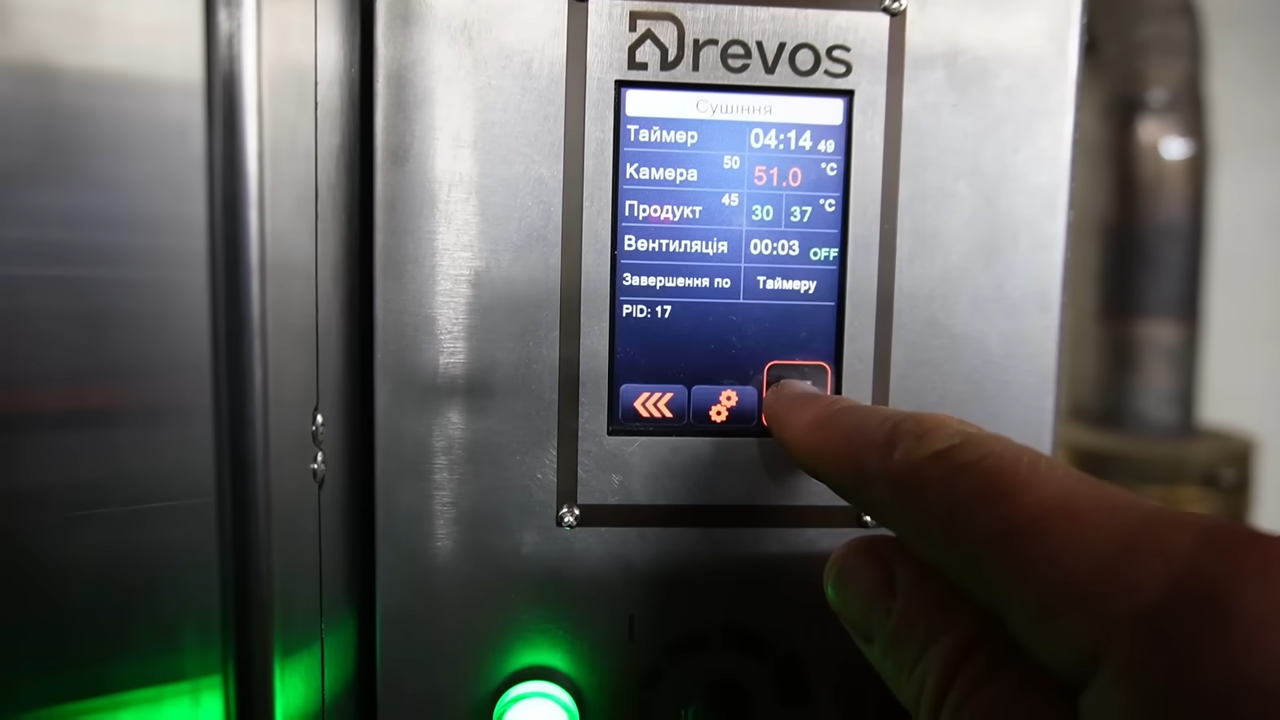 Drevos
Сушіння
Таймер 04:14 49
Камера 50 51.0 °C
Продукт 45 30 37 °C
Вентиляція 00:03 OFF
Завершення по Таймеру
PID: 17